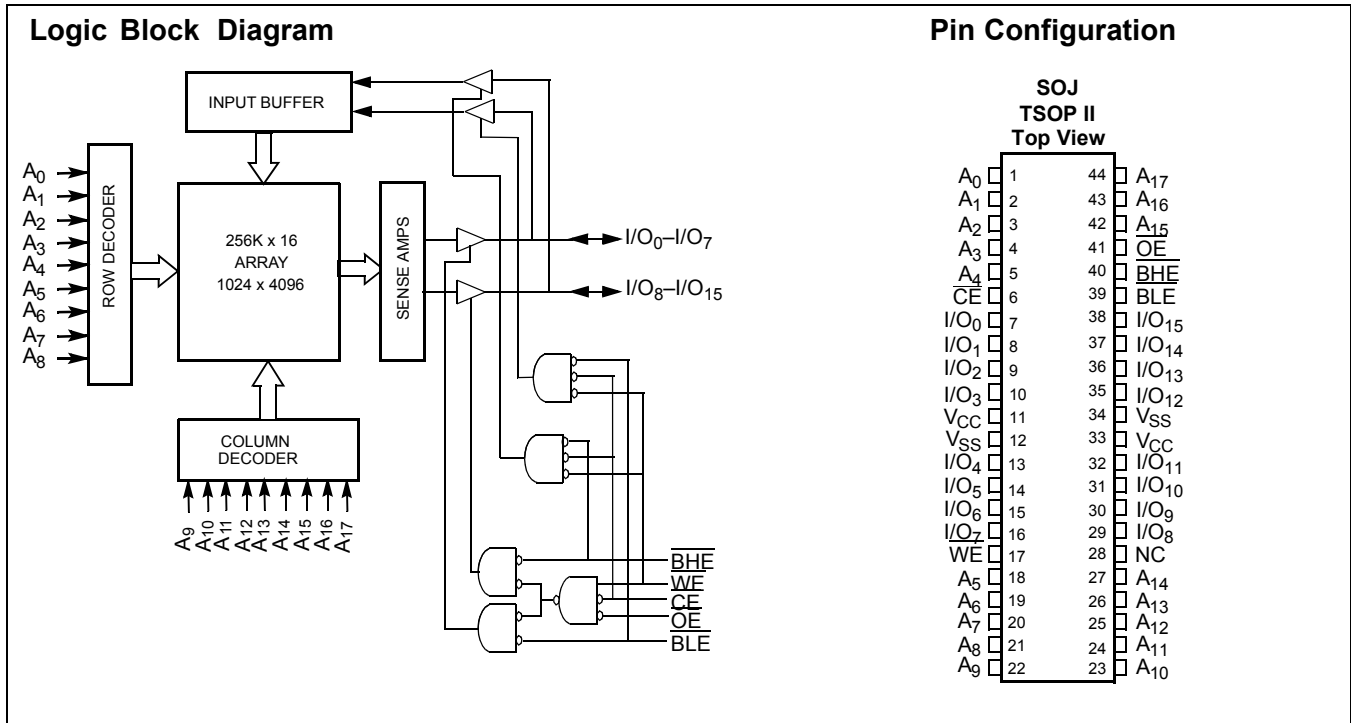 Logic Block Diagram
INPUT BUFFER
A0
A1
A2
A3
A4
A5
A6
A7
A8
ROW DECODER
256K x 16
ARRAY
1024 x 4096
SENSE AMPS
I/O0–I/O7
I/O8–I/O15
COLUMN
DECODER
A9
A10
A11
A12
A13
A14
A15
A16
A17
BHE
WE
CE
OE
BLE
Pin Configuration
SOJ
TSOP II
Top View
A0 1 44 A17
A1 2 43 A16
A2 3 42 A15
A3 4 41 OE
A4 5 40 BHE
CE 6 39 BLE
I/O0 7 38 I/O15
I/O1 8 37 I/O14
I/O2 9 36 I/O13
I/O3 10 35 I/O12
VCC 11 34 VSS
VSS 12 33 VCC
I/O4 13 32 I/O11
I/O5 14 31 I/O10
I/O6 15 30 I/O9
I/O7 16 29 I/O8
WE 17 28 NC
A5 18 27 A14
A6 19 26 A13
A7 20 25 A12
A8 21 24 A11
A9 22 23 A10